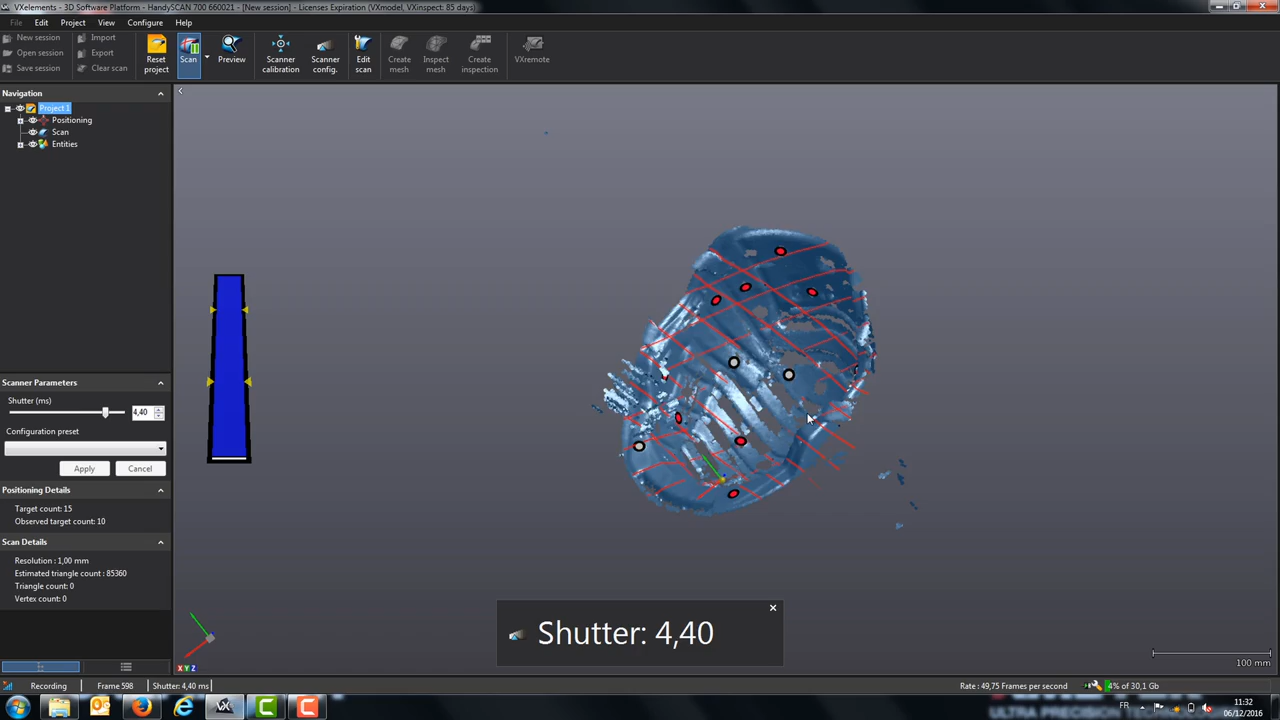 VXelements - 3D Software Platform - HandySCAN 700 660021 - [New session] - Licenses Expiration (VXmodel, VXinspect: 85 days)
File Edit Project View Configure Help
New session Import
Open session Export
Save session Clear scan
Reset project
Scan
Preview
Scanner calibration
Scanner config.
Edit scan
Create mesh
Inspect mesh
Create inspection
VXremote
Navigation
Project 1
Positioning
Scan
Entities
Scanner Parameters
Shutter (ms)
4,40
Configuration preset
Apply Cancel
Positioning Details
Target count: 15
Observed target count: 10
Scan Details
Resolution : 1,00 mm
Estimated triangle count : 85360
Triangle count: 0
Vertex count: 0
Shutter: 4,40
100 mm
X Y Z
Recording Frame 598 Shutter: 4,40 ms Rate : 49,75 Frames per second 4% of 30,1 Gb
FR 11:32
06/12/2016
ULTRA PRECISION